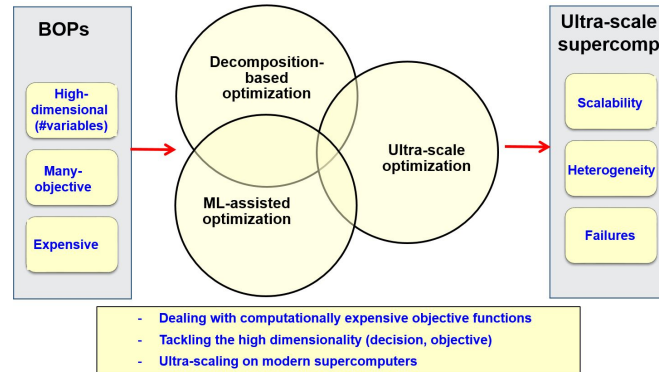 BOPs
High-
dimensional
(#variables)
Many-
objective
Expensive
Decomposition-
based
optimization
ML-assisted
optimization
Ultra-scale
optimization
Ultra-scale
supercomp
Scalability
Heterogeneity
Failures
- Dealing with computationally expensive objective functions
- Tackling the high dimensionality (decision, objective)
- Ultra-scaling on modern supercomputers